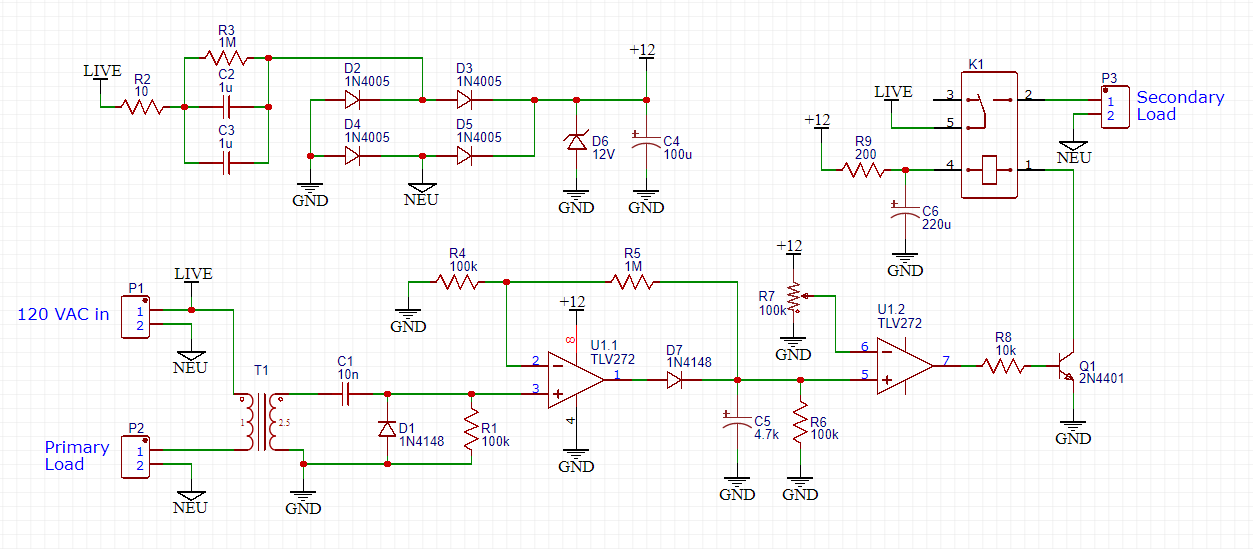 LIVE
R2
10
R3
1M
C2
1u
C3
1u
D2
1N4005
D3
1N4005
D4
1N4005
D5
1N4005
GND
NEU
D6
12V
GND
+12
C4
100u
GND
+12
R9
200
LIVE
K1
3
5
4
2
1
P3
1
2
Secondary
Load
NEU
C6
220u
GND
120 VAC in
P1
1
2
LIVE
NEU
Primary
Load
P2
1
2
NEU
T1
1
2.5
GND
C1
10n
D1
1N4148
R1
100k
R4
100k
GND
R5
1M
+12
8
U1.1
TLV272
2
3
1
4
GND
D7
1N4148
C5
4.7k
GND
R6
100k
GND
+12
R7
100k
GND
U1.2
TLV272
6
5
7
R8
10k
Q1
2N4401
GND